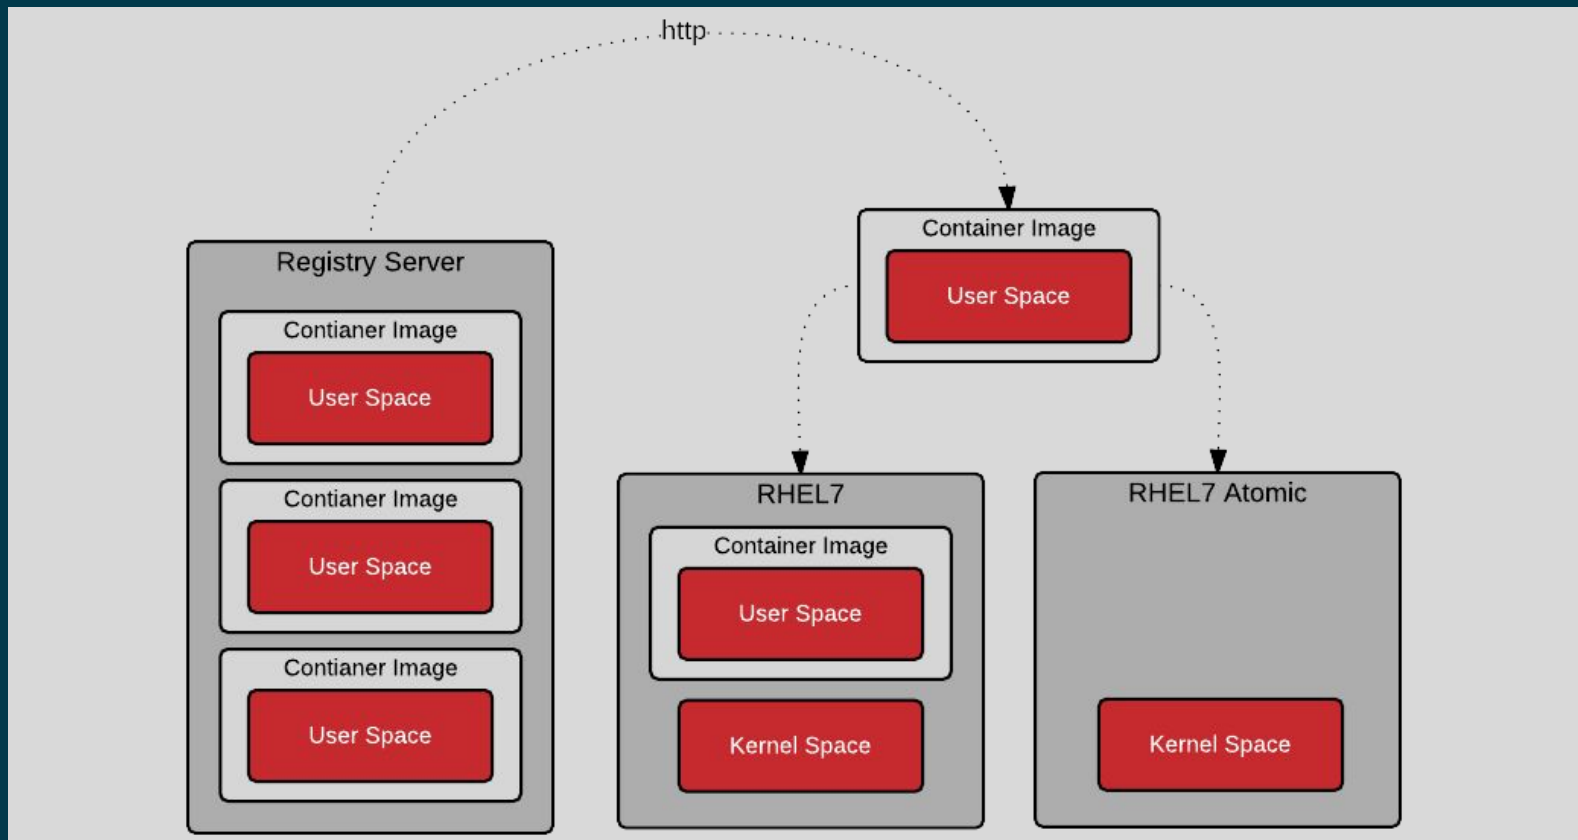 http
Registry Server
Contianer Image
User Space
Contianer Image
User Space
Contianer Image
User Space
Container Image
User Space
RHEL7
Container Image
User Space
Kernel Space
RHEL7 Atomic
Kernel Space